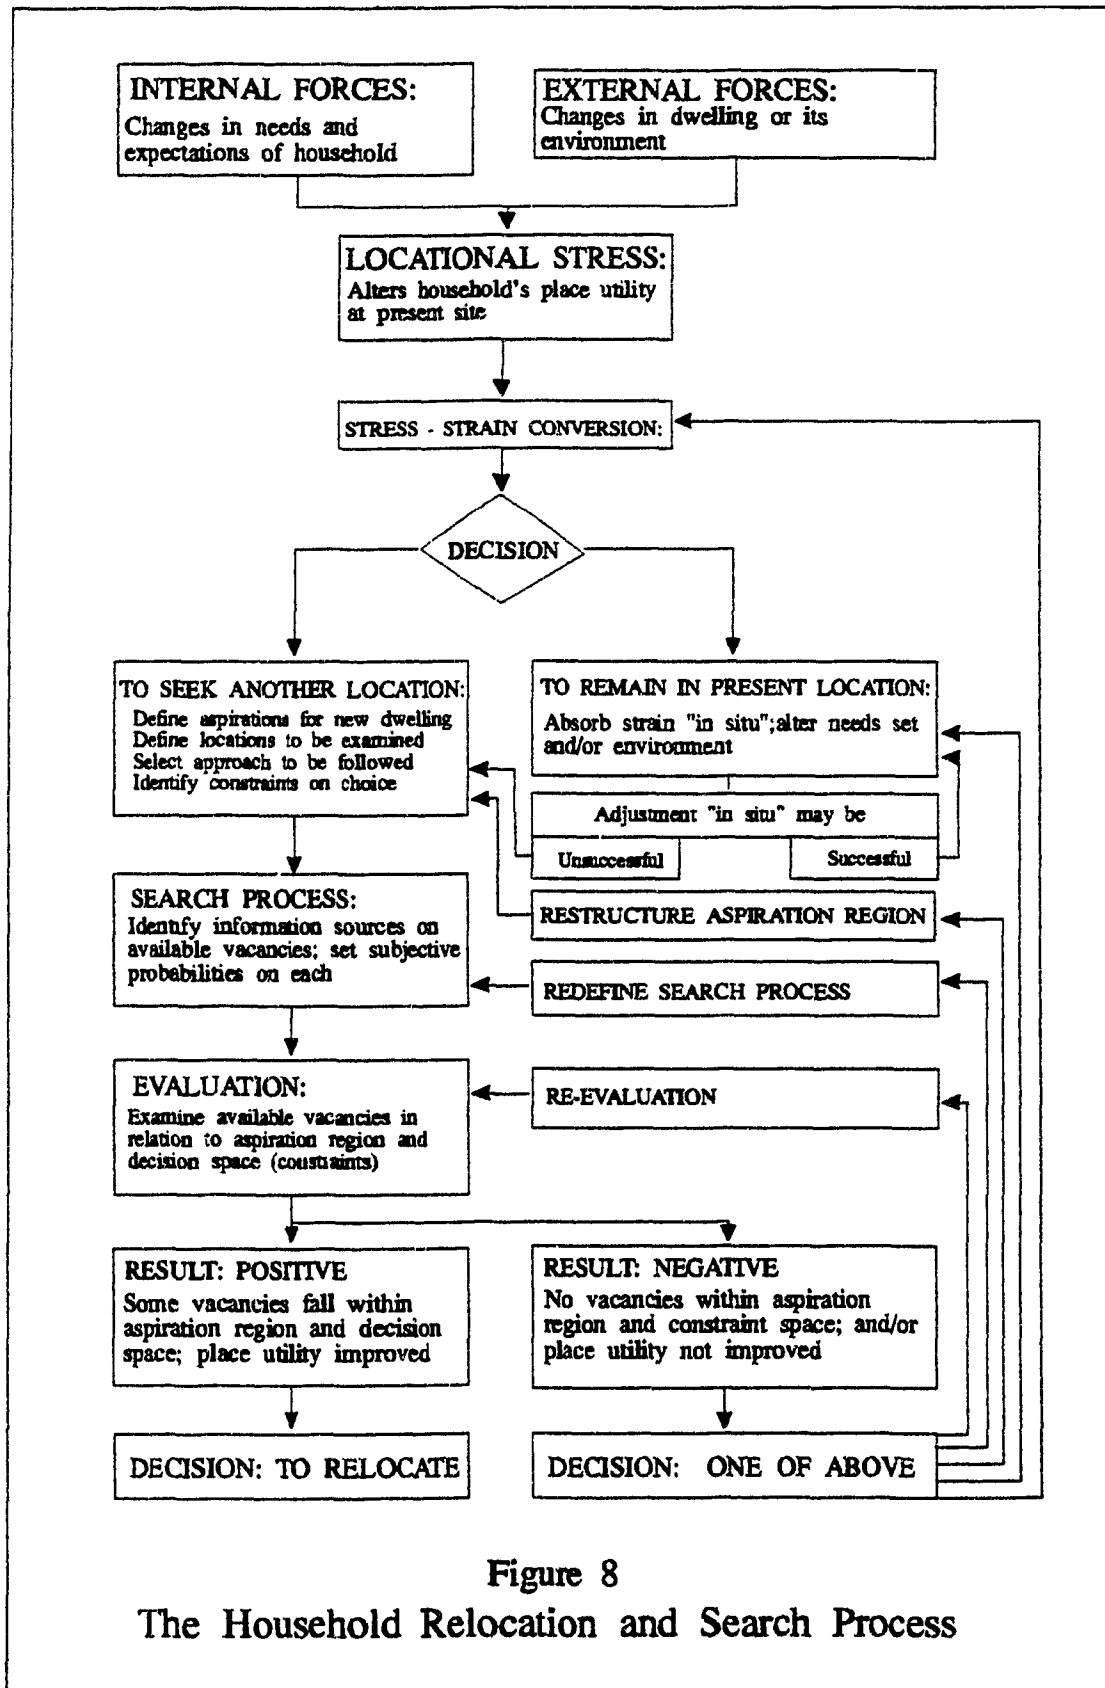 INTERNAL FORCES:
Changes in needs and
expectations of household
EXTERNAL FORCES:
Changes in dwelling or its
environment
LOCATIONAL STRESS:
Alters household's place utility
at present site
STRESS - STRAIN CONVERSION:
DECISION
TO SEEK ANOTHER LOCATION:
Define aspirations for new dwelling
Define locations to be examined
Select approach to be followed
Identify constraints on choice
TO REMAIN IN PRESENT LOCATION:
Absorb strain "in situ";alter needs set
and/or environment
Adjustment "in situ" may be
Unsuccessful
Successful
SEARCH PROCESS:
Identify information sources on
available vacancies; set subjective
probabilities on each
RESTRUCTURE ASPIRATION REGION
REDEFINE SEARCH PROCESS
EVALUATION:
Examine available vacancies in
relation to aspiration region and
decision space (constraints)
RE-EVALUATION
RESULT: POSITIVE
Some vacancies fall within
aspiration region and decision
space; place utility improved
RESULT: NEGATIVE
No vacancies within aspiration
region and constraint space; and/or
place utility not improved
DECISION: TO RELOCATE
DECISION: ONE OF ABOVE
Figure 8
The Household Relocation and Search Process